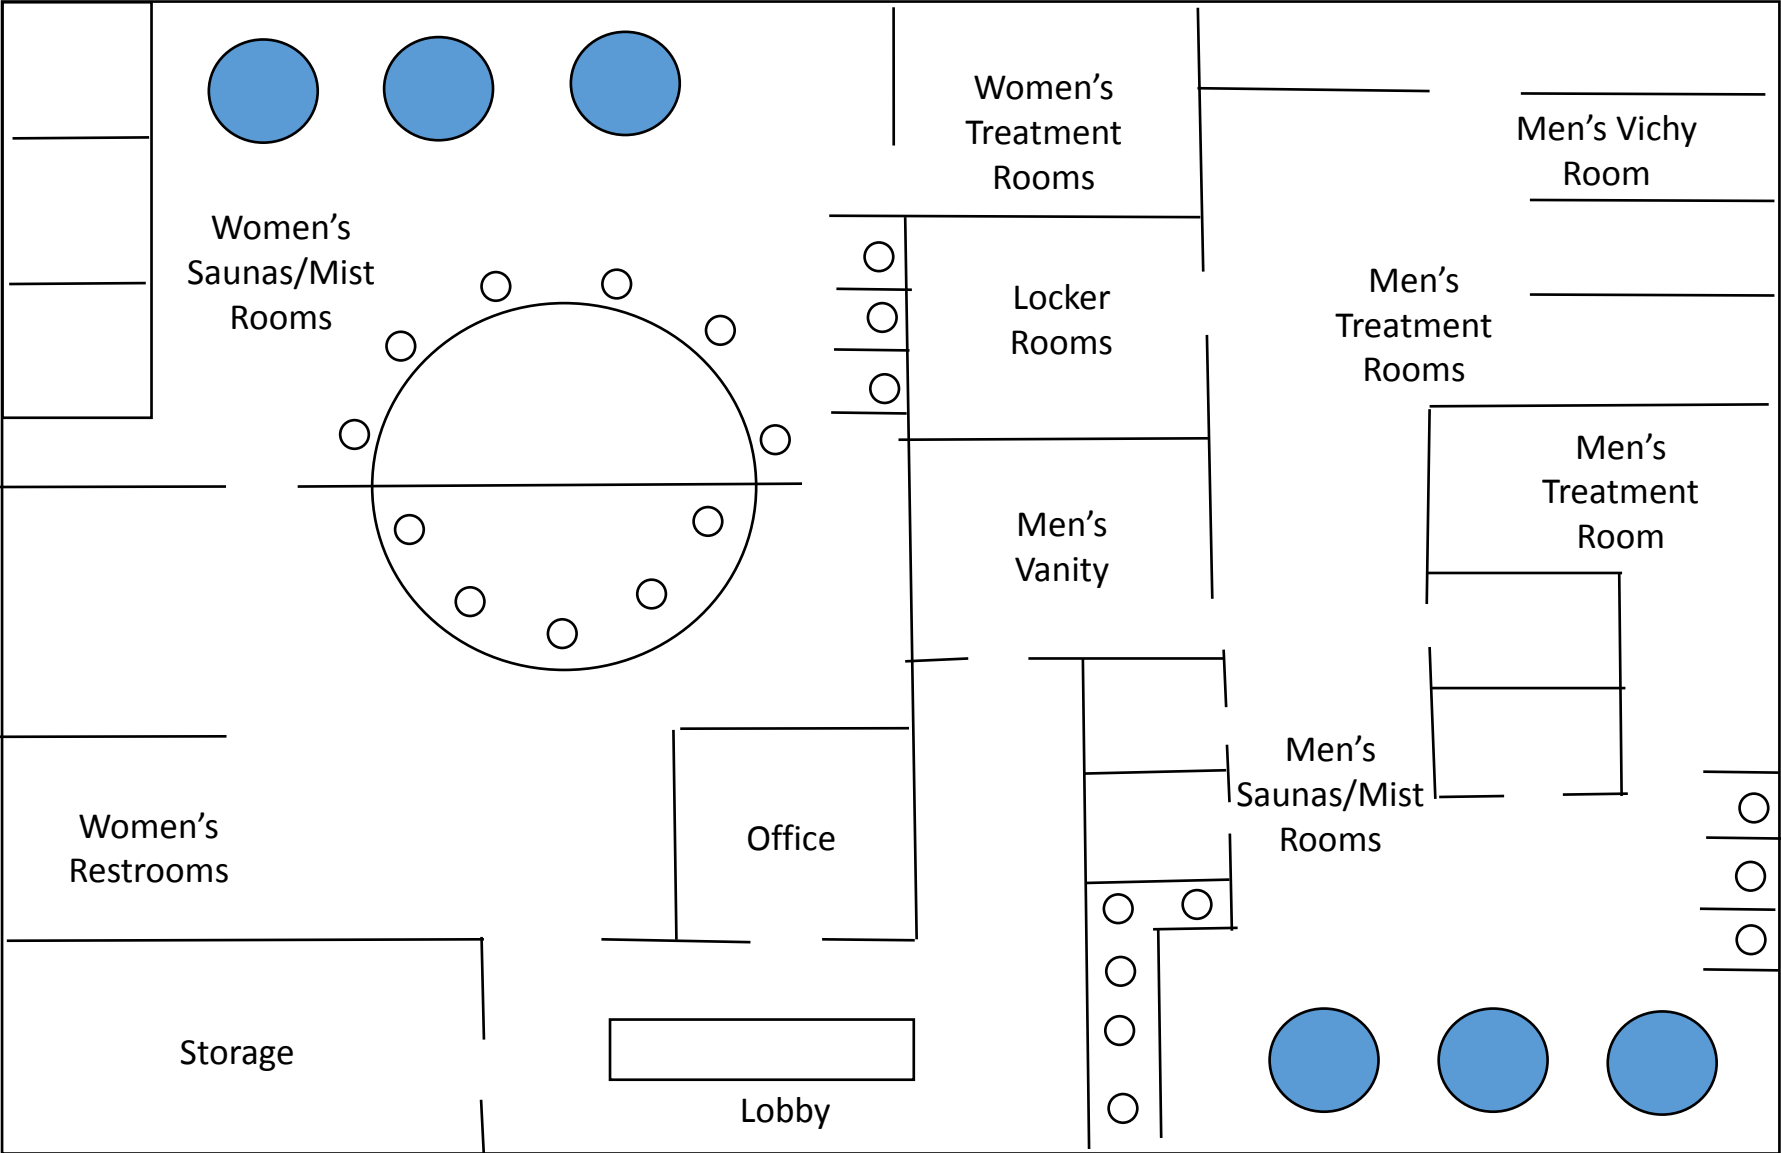 Women’s
Treatment
Rooms
Men’s Vichy
Room
Women’s
Saunas/Mist
Rooms
Locker
Rooms
Men’s
Treatment
Rooms
Men’s
Treatment
Room
Men’s
Vanity
Men’s
Saunas/Mist
Rooms
Women’s
Restrooms
Office
Storage
Lobby